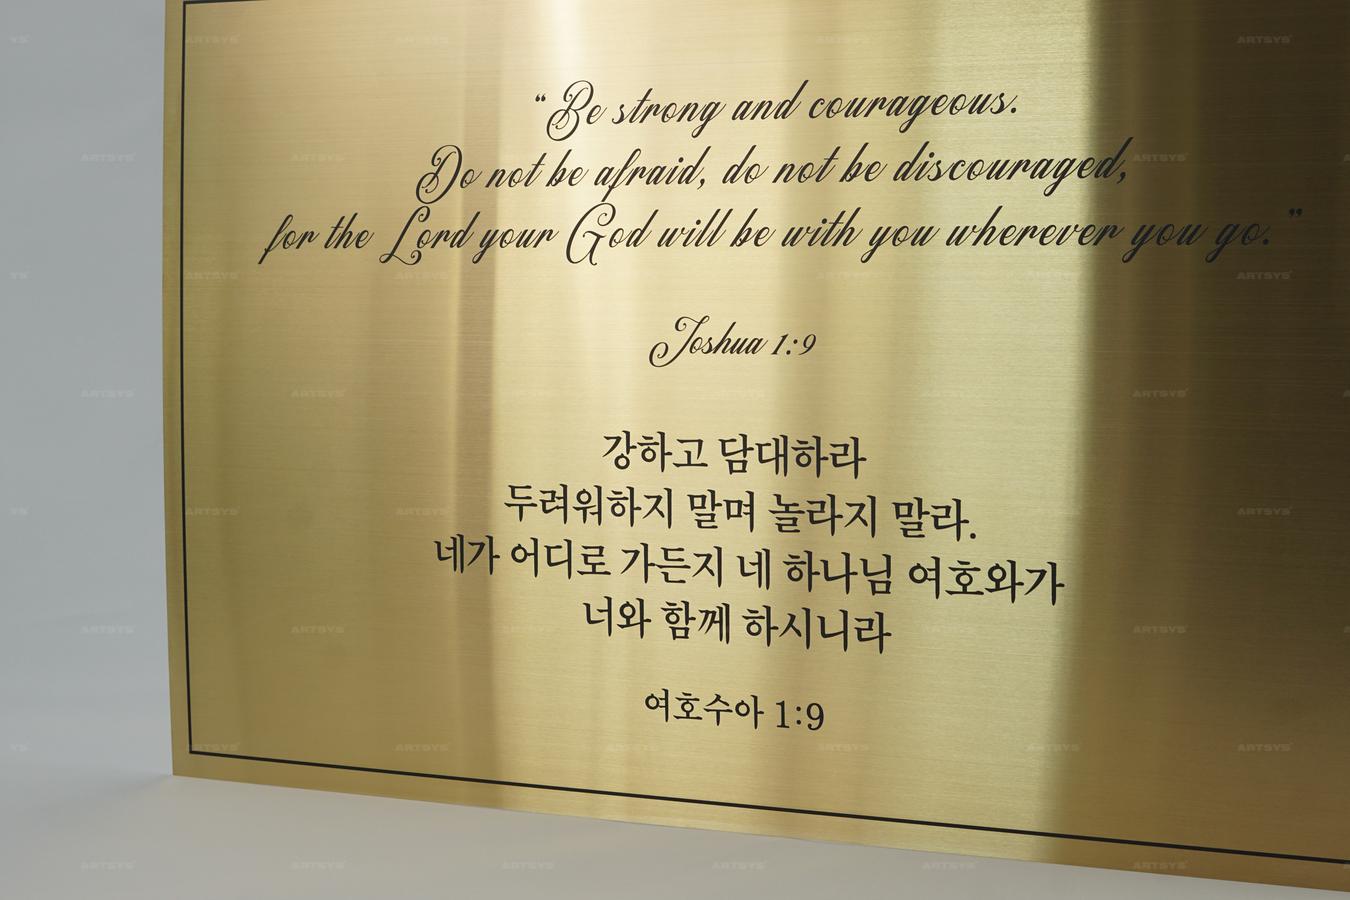 “Be strong and courageous.
Do not be afraid, do not be discouraged,
for the Lord your God will be with you wherever you go.”
Joshua 1:9
강하고 담대하라
두려워하지 말며 놀라지 말라.
네가 어디로 가든지 네 하나님 여호와가
너와 함께 하시니라
여호수아 1:9
ARTSYS